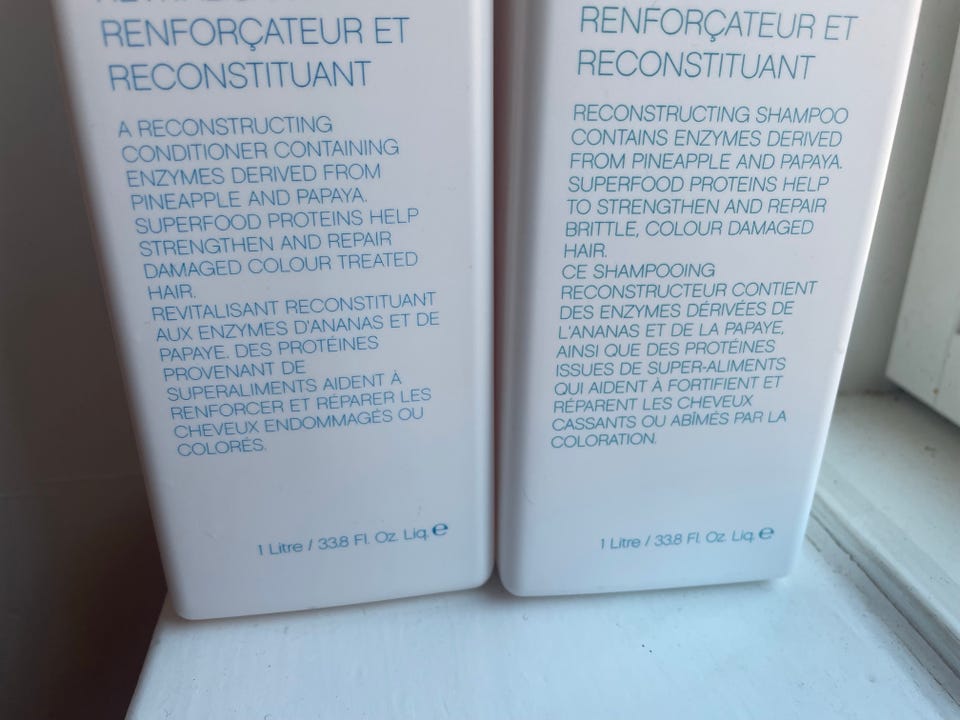 RENFORÇATEUR ET
RECONSTITUANT
A RECONSTRUCTING
CONDITIONER CONTAINING
ENZYMES DERIVED FROM
PINEAPPLE AND PAPAYA.
SUPERFOOD PROTEINS HELP
STRENGTHEN AND REPAIR
DAMAGED COLOUR TREATED
HAIR.
REVITALISANT RECONSTITUANT
AUX ENZYMES D'ANANAS ET DE
PAPAYE. DES PROTÉINES
PROVENANT DE
SUPERALIMENTS AIDENT À
RENFORCER ET RÉPARER LES
CHEVEUX ENDOMMAGÉS OU
COLORÉS.
1 Litre / 33.8 Fl. Oz. Liq. ℮
RENFORÇATEUR ET
RECONSTITUANT
RECONSTRUCTING SHAMPOO
CONTAINS ENZYMES DERIVED
FROM PINEAPPLE AND PAPAYA.
SUPERFOOD PROTEINS HELP
TO STRENGTHEN AND REPAIR
BRITTLE, COLOUR DAMAGED
HAIR.
CE SHAMPOOING
RECONSTRUCTEUR CONTIENT
DES ENZYMES DÉRIVÉES DE
L'ANANAS ET DE LA PAPAYE,
AINSI QUE DES PROTÉINES
ISSUES DE SUPER-ALIMENTS
QUI AIDENT À FORTIFIENT ET
RÉPARENT LES CHEVEUX
CASSANTS OU ABÎMÉS PAR LA
COLORATION.
1 Litre / 33.8 Fl. Oz. Liq. ℮